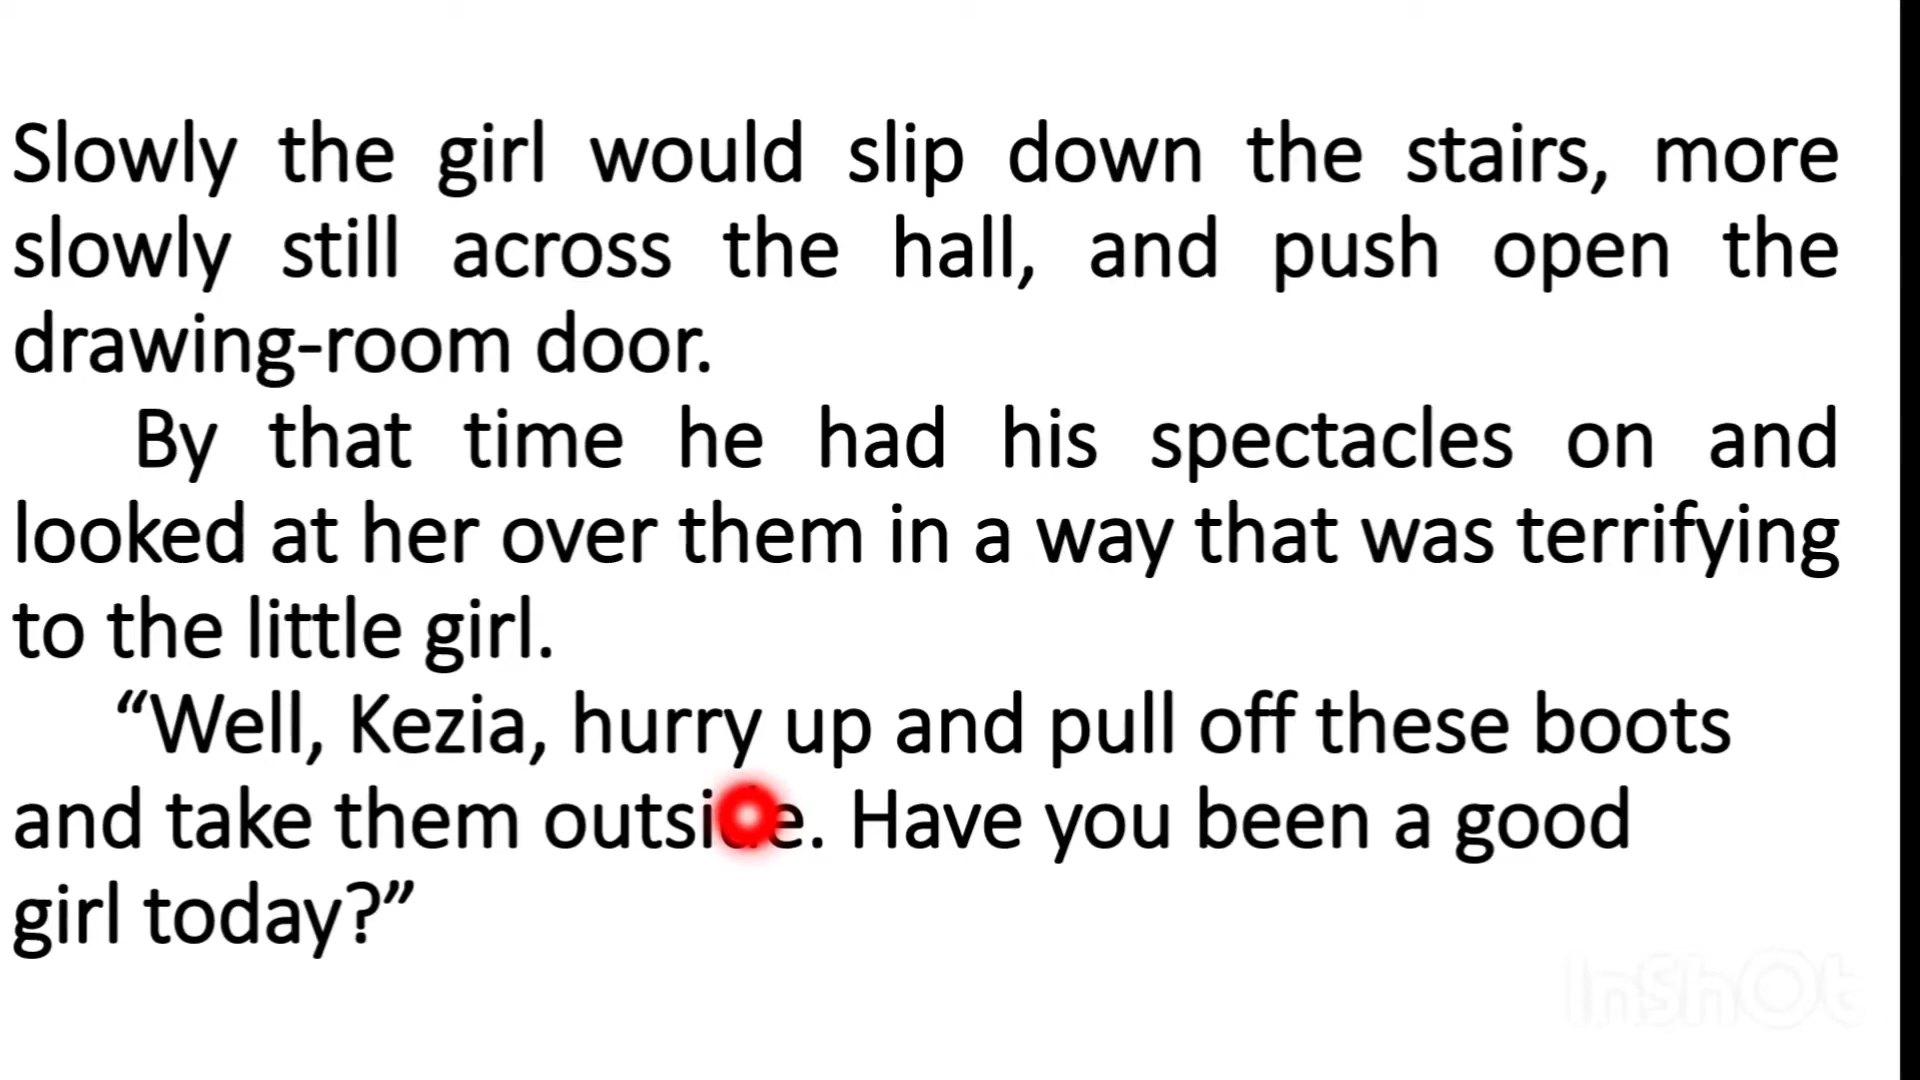 Slowly the girl would slip down the stairs, more
slowly still across the hall, and push open the
drawing-room door.
By that time he had his spectacles on and
looked at her over them in a way that was terrifying
to the little girl.
“Well, Kezia, hurry up and pull off these boots
and take them outside. Have you been a good
girl today?”
InShOt